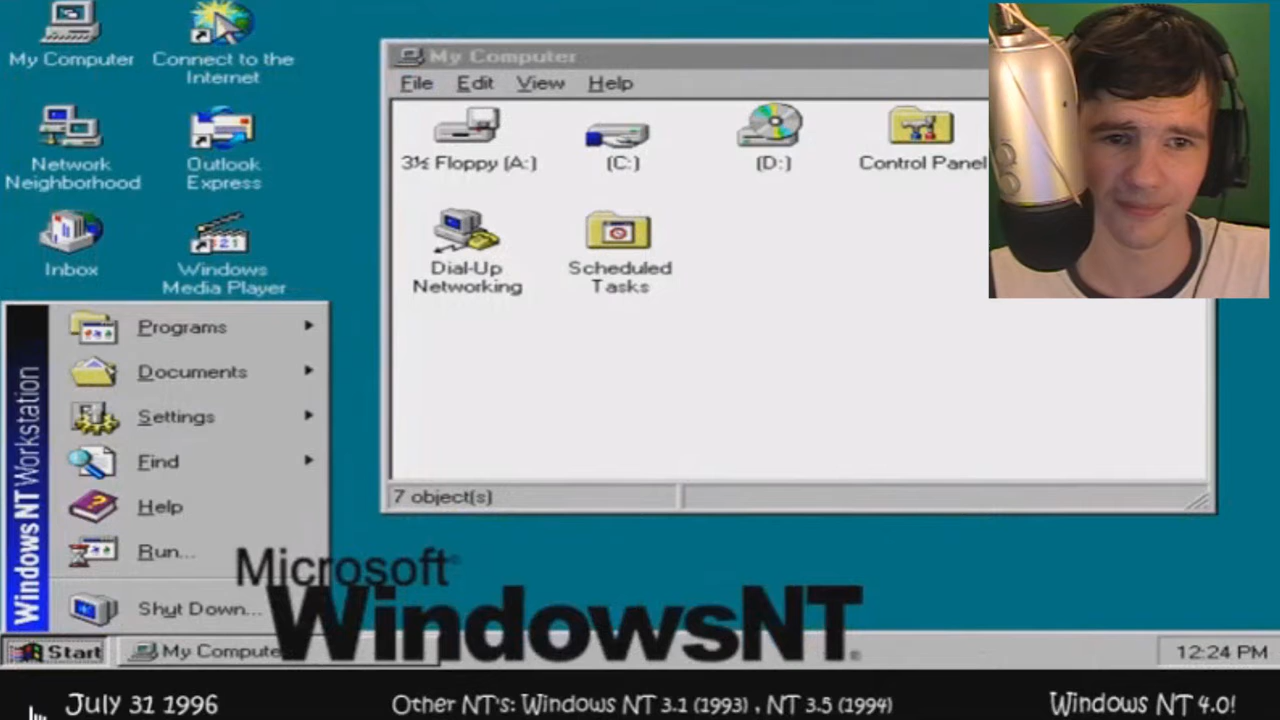 My Computer
Connect to the
Internet
Network
Neighborhood
Outlook
Express
Inbox
Windows
Media Player
My Computer
File Edit View Help
3½ Floppy (A:)
(C:)
(D:)
Control Panel
Dial-Up
Networking
Scheduled
Tasks
7 object(s)
Windows NT Workstation
Programs
Documents
Settings
Find
Help
Run...
Shut Down...
Microsoft®
WindowsNT®
Start
My Compute
12:24 PM
July 31 1996
Other NT's: Windows NT 3.1 (1993) , NT 3.5 (1994)
Windows NT 4.0!